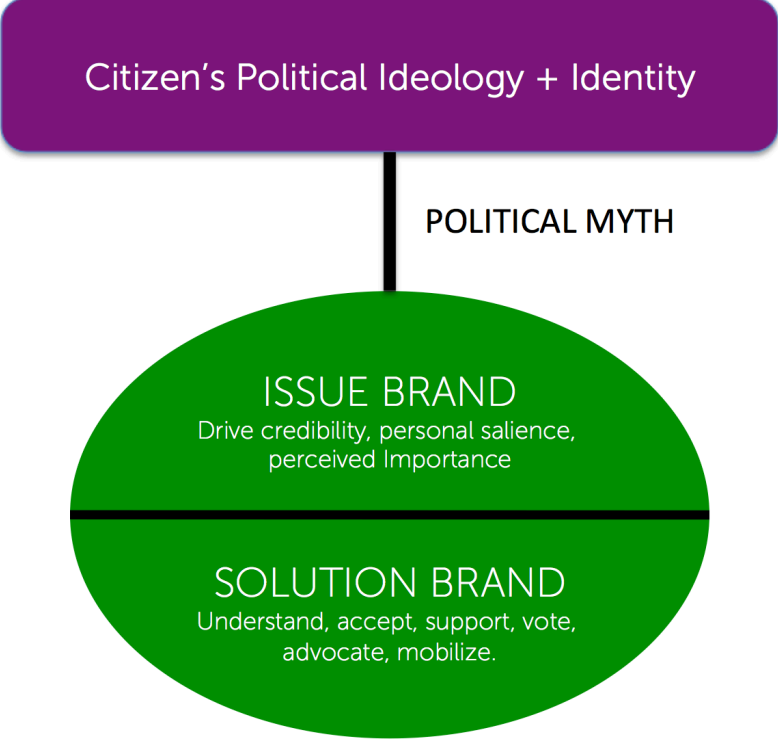 Citizen’s Political Ideology + Identity
POLITICAL MYTH
ISSUE BRAND
Drive credibility, personal salience,
perceived Importance
SOLUTION BRAND
Understand, accept, support, vote,
advocate, mobilize.